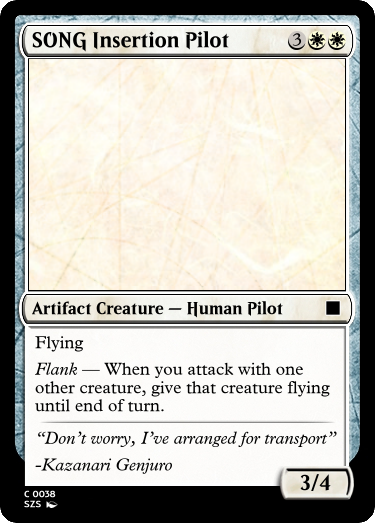 SONG Insertion Pilot 3
Artifact Creature — Human Pilot
Flying
Flank — When you attack with one
other creature, give that creature flying
until end of turn.
“Don’t worry, I’ve arranged for transport”
-Kazanari Genjuro
3/4
C 0038
SZS